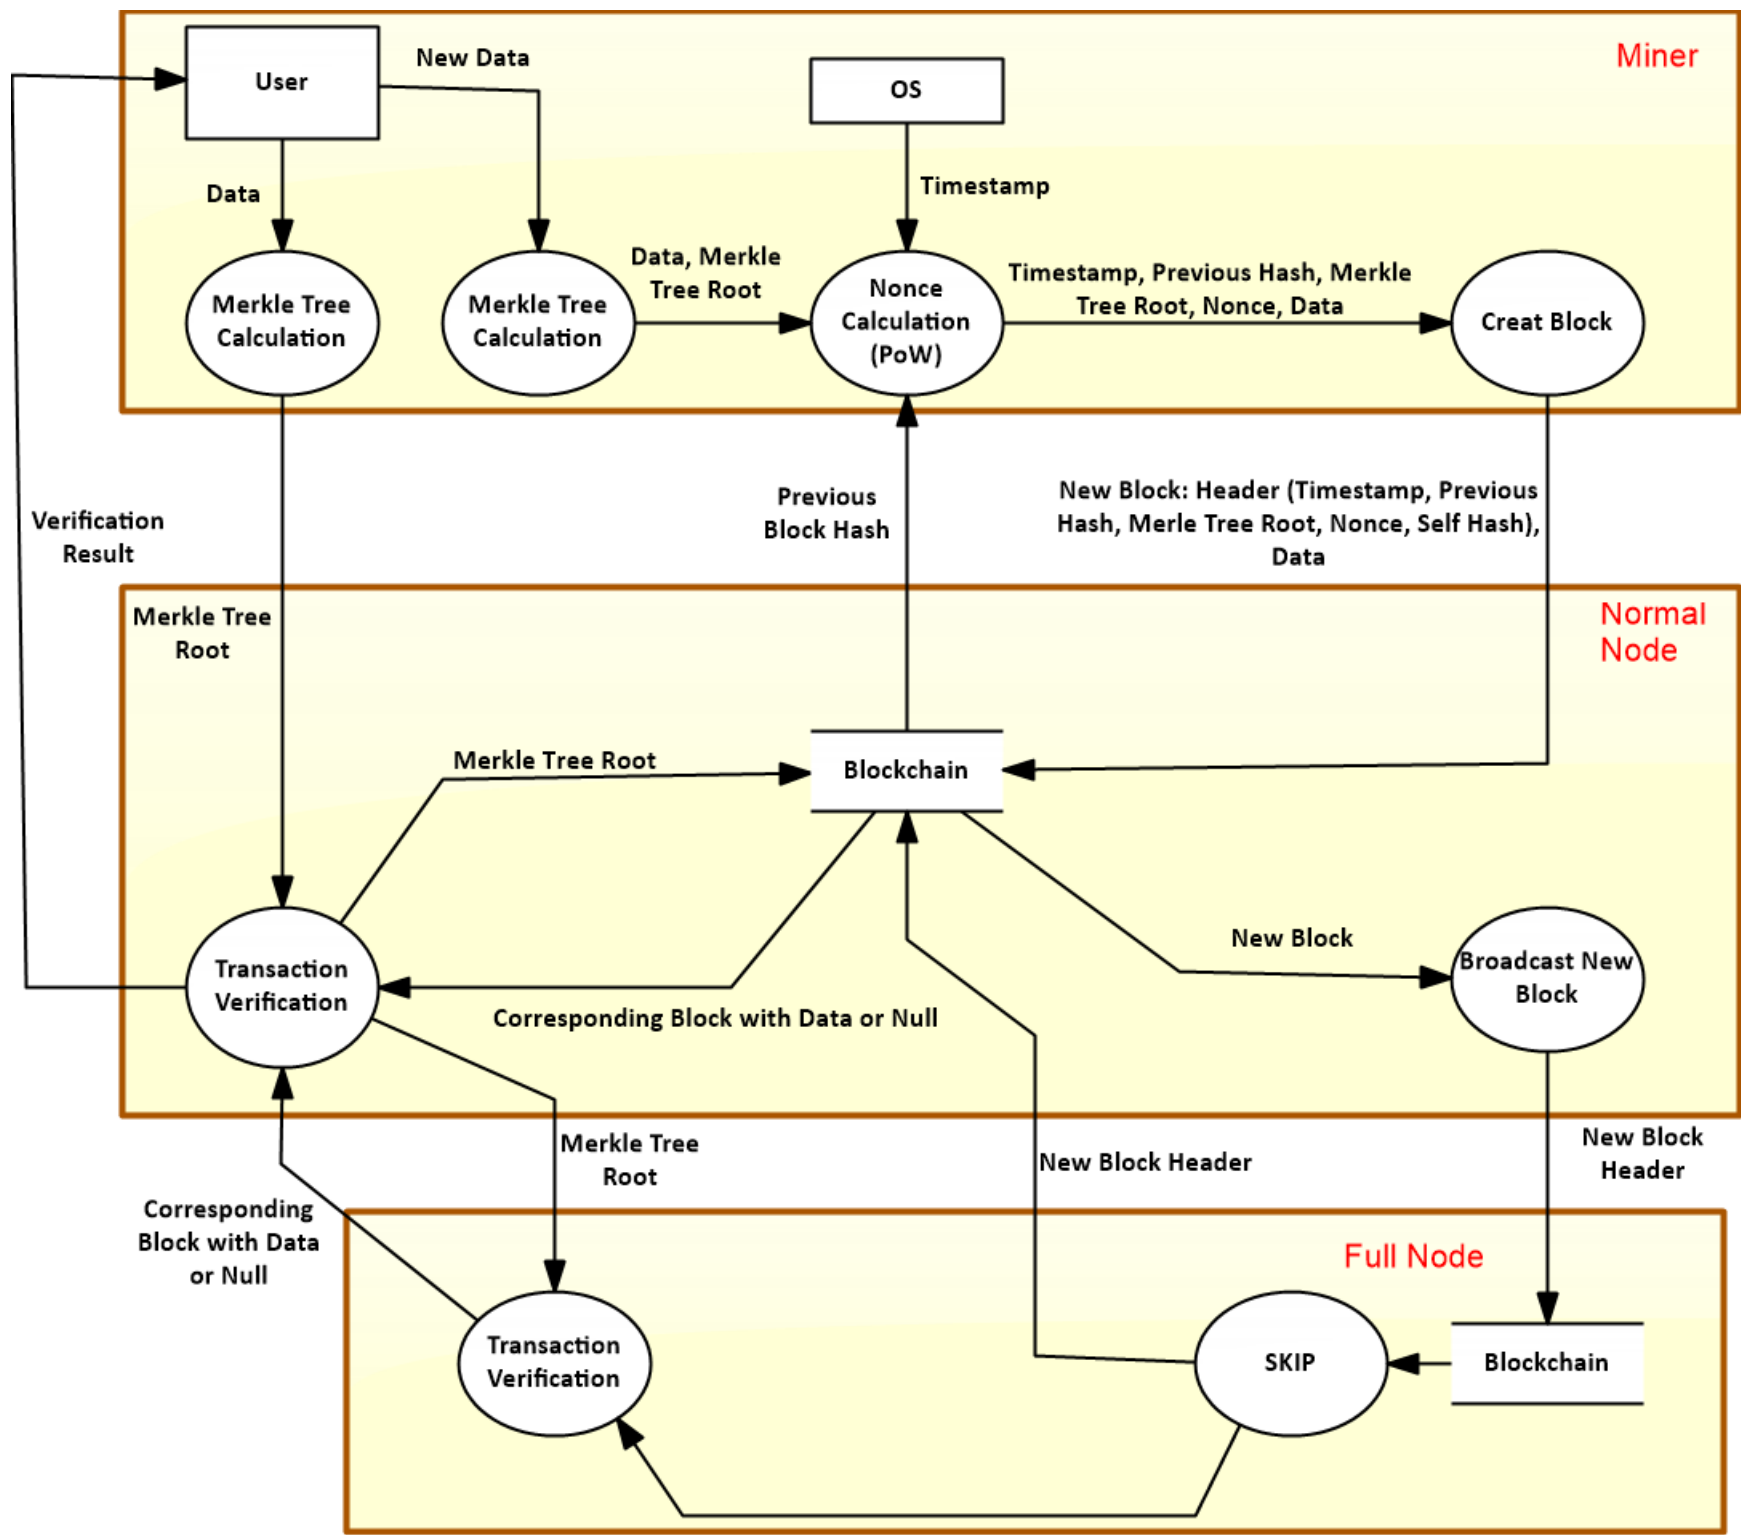 Miner
User
New Data
OS
Data
Timestamp
Data, Merkle
Tree Root
Timestamp, Previous Hash, Merkle
Tree Root, Nonce, Data
Merkle Tree
Calculation
Merkle Tree
Calculation
Nonce
Calculation
(PoW)
Creat Block
Verification
Result
Previous
Block Hash
New Block: Header (Timestamp, Previous
Hash, Merle Tree Root, Nonce, Self Hash),
Data
Normal
Node
Merkle Tree
Root
Merkle Tree Root
Blockchain
New Block
Transaction
Verification
Corresponding Block with Data or Null
Broadcast New
Block
Merkle Tree
Root
New Block Header
New Block
Header
Corresponding
Block with Data
or Null
Full Node
Transaction
Verification
SKIP
Blockchain